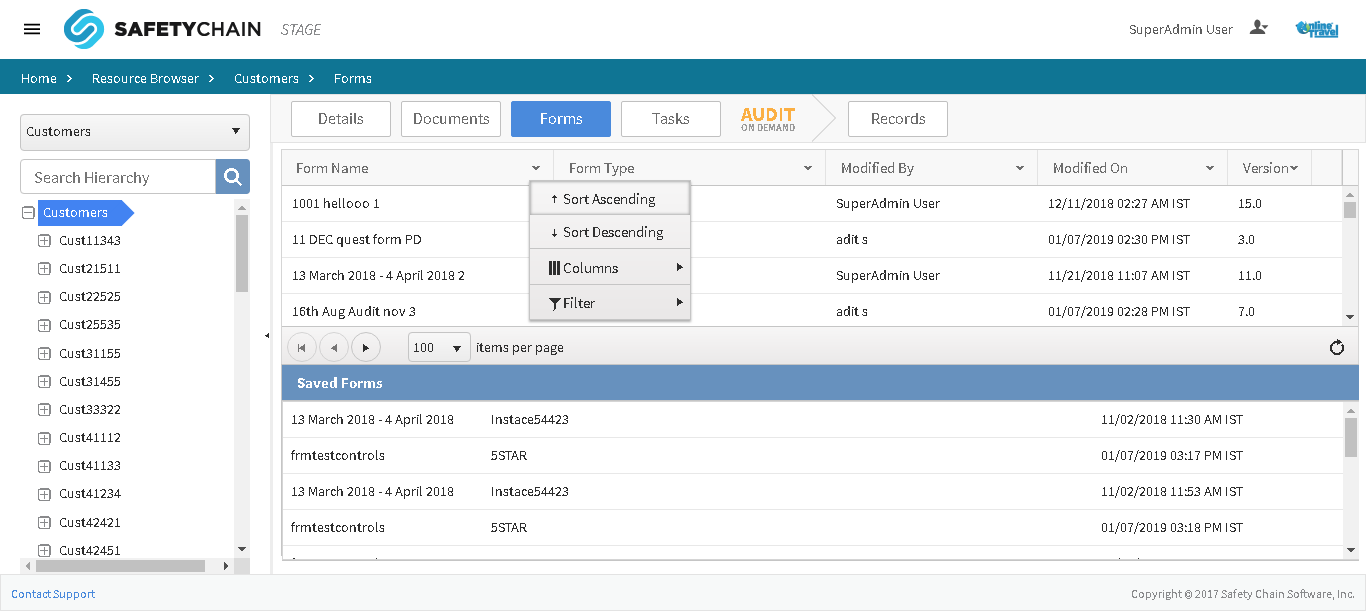 SAFETYCHAIN STAGE SuperAdmin User Online Travel
Home Resource Browser Customers Forms
Customers
Search Hierarchy
Customers
Cust11343
Cust21511
Cust22525
Cust25535
Cust31155
Cust31455
Cust33322
Cust41112
Cust41133
Cust41234
Cust42421
Cust42451
Details Documents Forms Tasks AUDIT ON DEMAND Records
Form Name Form Type Modified By Modified On Version
1001 hellooo 1 SuperAdmin User 12/11/2018 02:27 AM IST 15.0
11 DEC quest form PD adit s 01/07/2019 02:30 PM IST 3.0
13 March 2018 - 4 April 2018 2 SuperAdmin User 11/21/2018 11:07 AM IST 11.0
16th Aug Audit nov 3 adit s 01/07/2019 02:28 PM IST 7.0
Sort Ascending
Sort Descending
Columns
Filter
100 items per page
Saved Forms
13 March 2018 - 4 April 2018 Instace54423 11/02/2018 11:30 AM IST
frmtestcontrols 5STAR 01/07/2019 03:17 PM IST
13 March 2018 - 4 April 2018 Instace54423 11/02/2018 11:53 AM IST
frmtestcontrols 5STAR 01/07/2019 03:18 PM IST
Contact Support Copyright © 2017 Safety Chain Software, Inc.